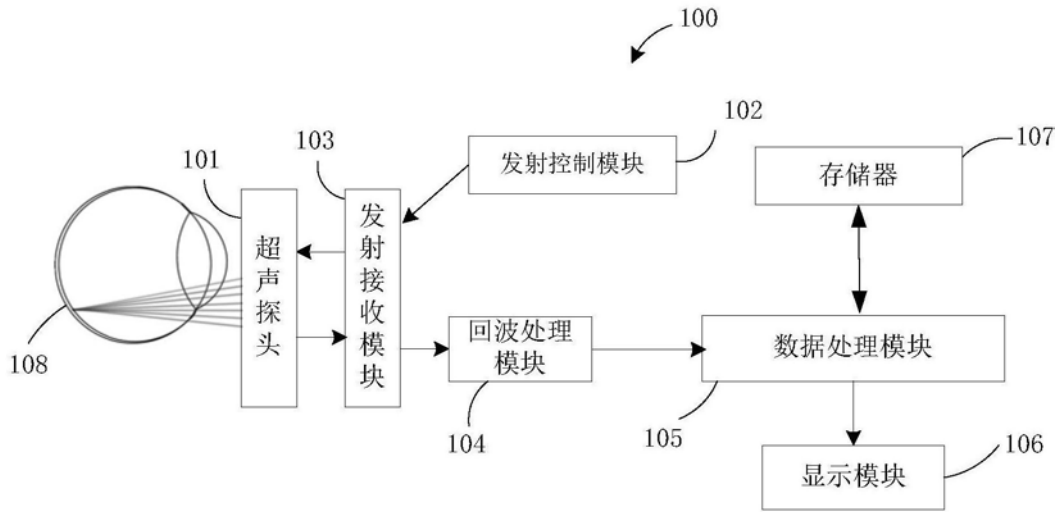 100
102
发射控制模块
107
存储器
103
101
超声探头
发射接收模块
108
回波处理
模块
104
数据处理模块
105
显示模块
106